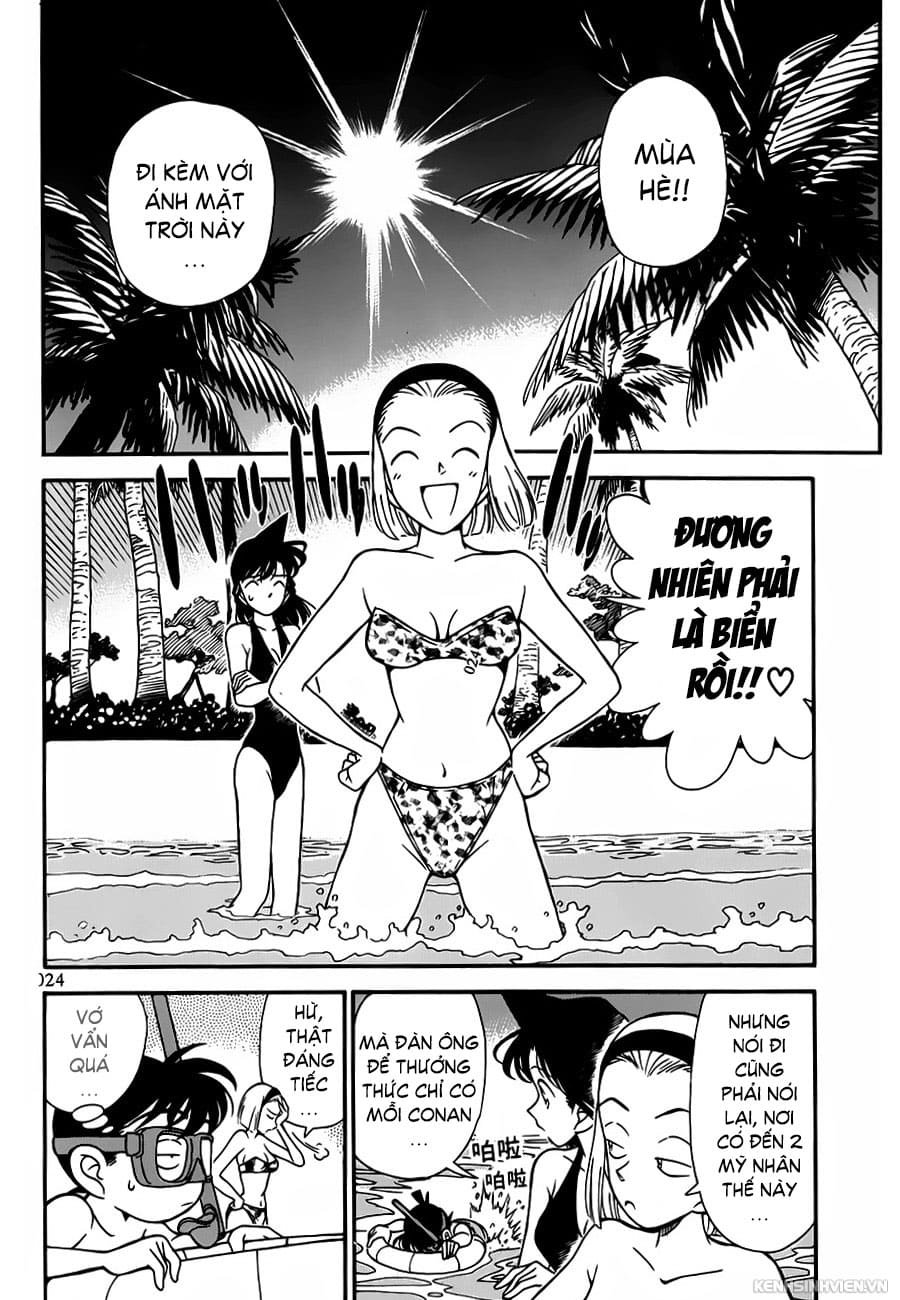 MÙA
HÈ!!
ĐI KÈM VỚI
ÁNH MẶT
TRỜI NÀY
...
ĐƯƠNG
NHIÊN PHẢI
LÀ BIỂN
RỒI!! ♡
024
024
NHƯNG
NÓI ĐI
CŨNG
PHẢI NÓI
LẠI, NƠI
CÓ ĐẾN 2
MỸ NHÂN
THẾ NÀY
...
MÀ ĐÀN ÔNG
ĐỂ THƯỞNG
THỨC CHỈ CÓ
MỖI CONAN
...
啪啦
啪啦
HỪ,
THẬT
ĐÁNG
TIẾC
...
VỚ
VẨN
QUÁ
...
KENHSINHVIEN.VN